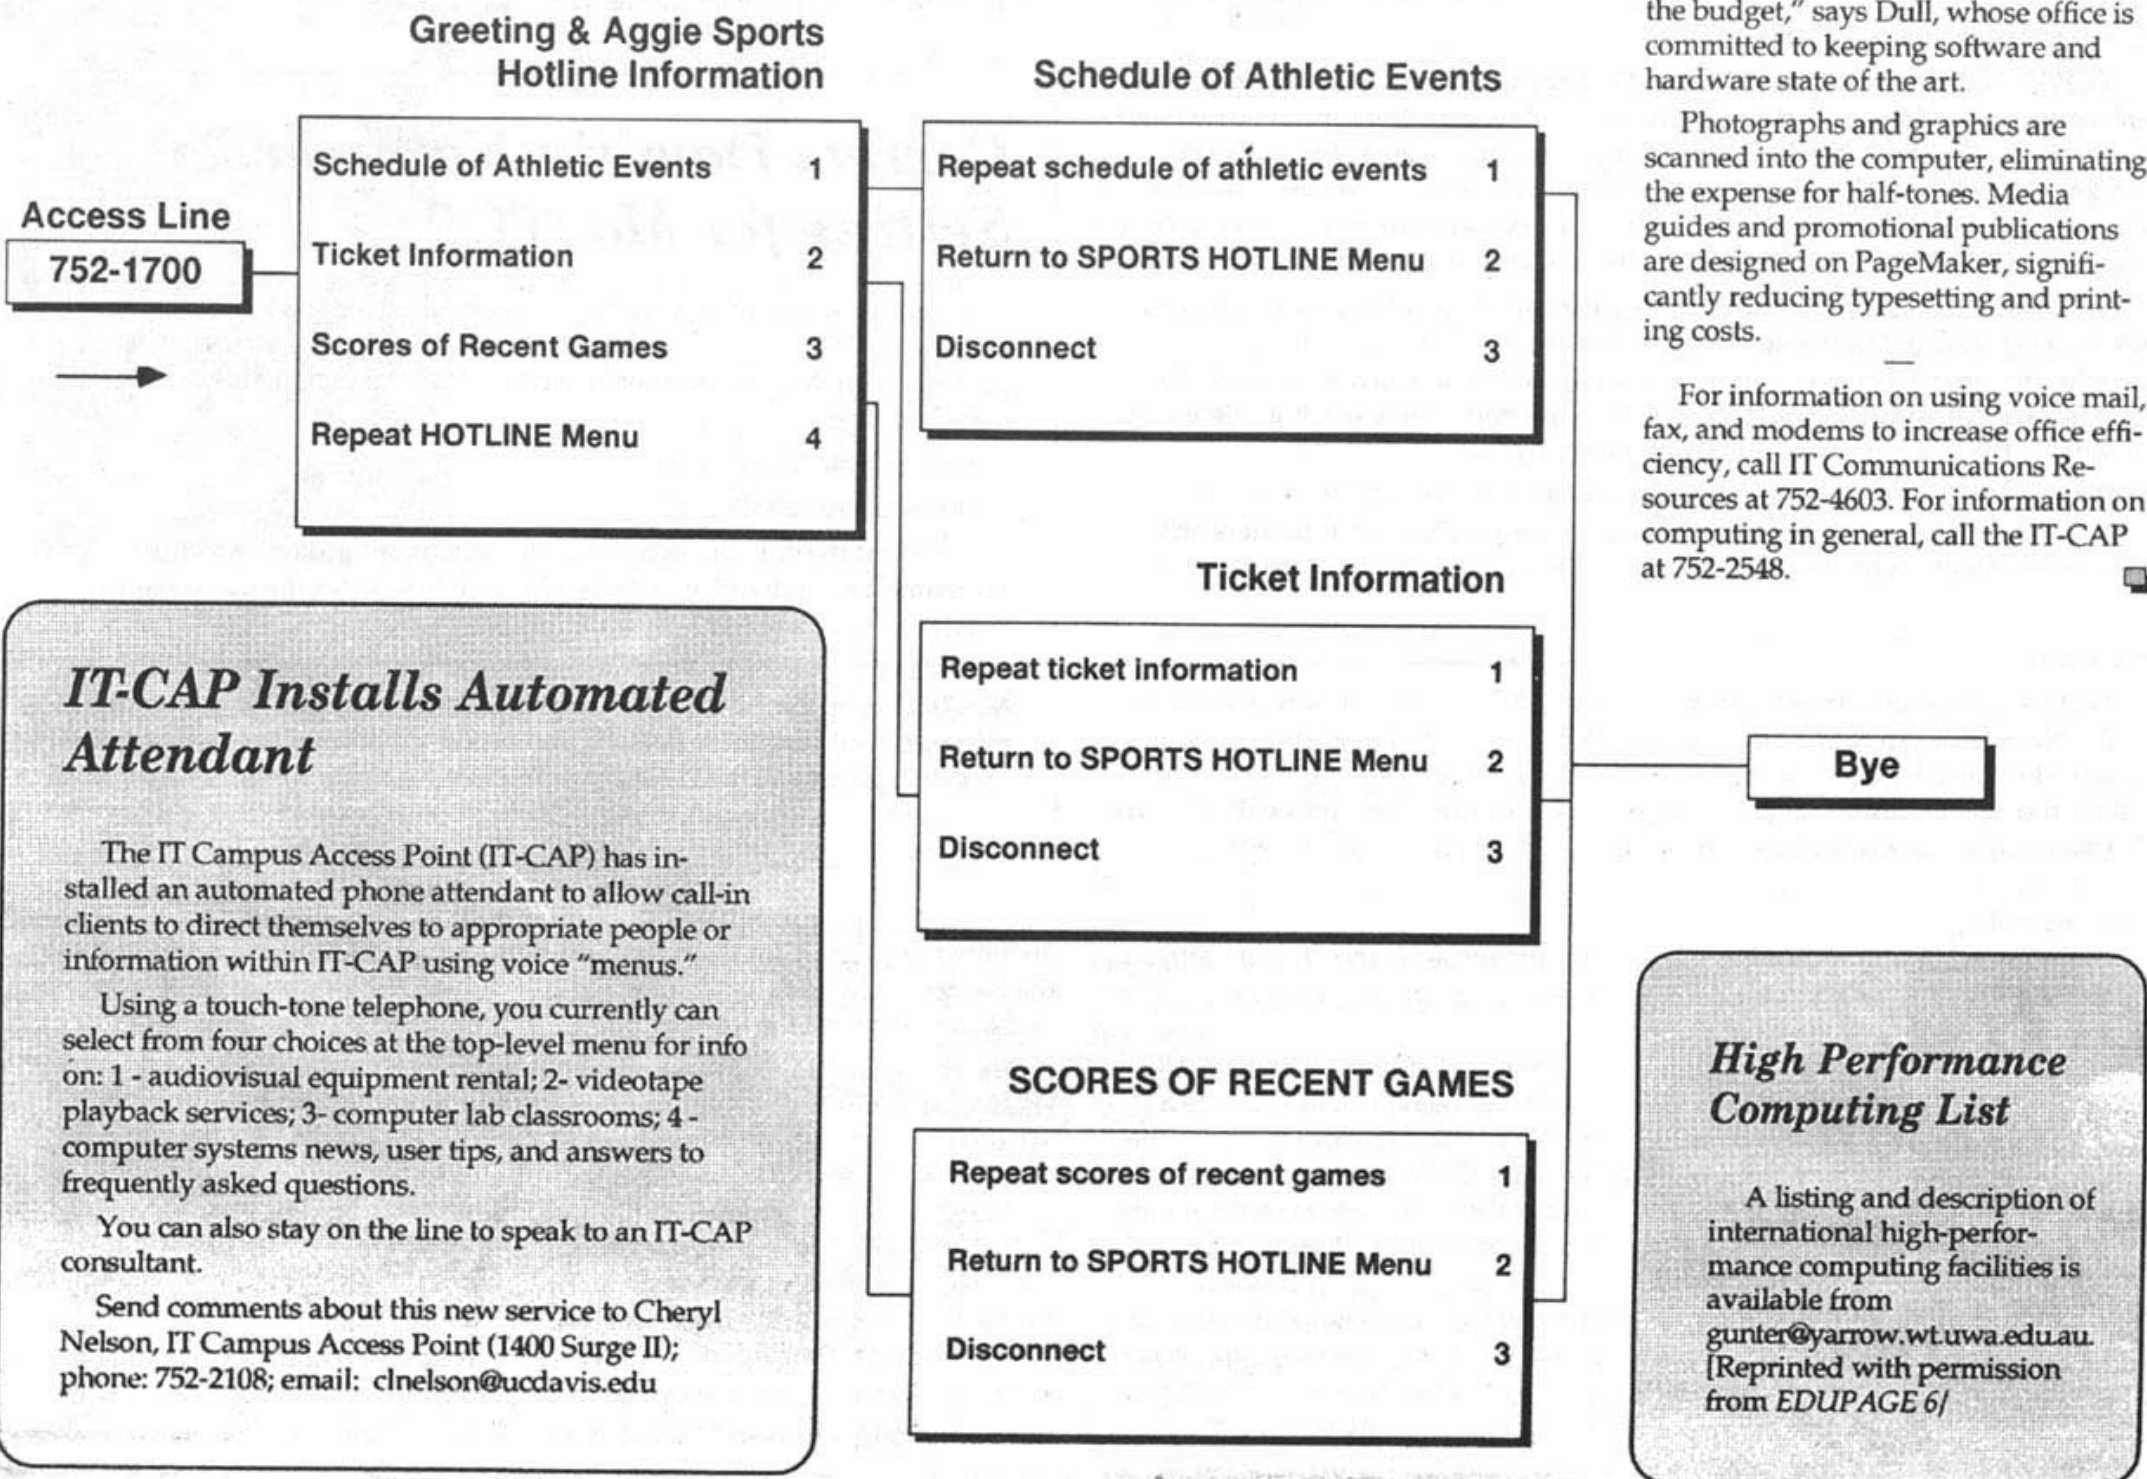 Greeting & Aggie Sports
Hotline Information
Access Line
752-1700
Schedule of Athletic Events 1
Ticket Information 2
Scores of Recent Games 3
Repeat HOTLINE Menu 4
Schedule of Athletic Events
Repeat schedule of athletic events 1
Return to SPORTS HOTLINE Menu 2
Disconnect 3
Ticket Information
Repeat ticket information 1
Return to SPORTS HOTLINE Menu 2
Disconnect 3
SCORES OF RECENT GAMES
Repeat scores of recent games 1
Return to SPORTS HOTLINE Menu 2
Disconnect 3
Bye
IT-CAP Installs Automated
Attendant
The IT Campus Access Point (IT-CAP) has in-
stalled an automated phone attendant to allow call-in
clients to direct themselves to appropriate people or
information within IT-CAP using voice “menus.”
Using a touch-tone telephone, you currently can
select from four choices at the top-level menu for info
on: 1 - audiovisual equipment rental; 2- videotape
playback services; 3- computer lab classrooms; 4 -
computer systems news, user tips, and answers to
frequently asked questions.
You can also stay on the line to speak to an IT-CAP
consultant.
Send comments about this new service to Cheryl
Nelson, IT Campus Access Point (1400 Surge II);
phone: 752-2108; email: clnelson@ucdavis.edu
the budget,” says Dull, whose office is
committed to keeping software and
hardware state of the art.
Photographs and graphics are
scanned into the computer, eliminating
the expense for half-tones. Media
guides and promotional publications
are designed on PageMaker, signifi-
cantly reducing typesetting and print-
ing costs.
—
For information on using voice mail,
fax, and modems to increase office effi-
ciency, call IT Communications Re-
sources at 752-4603. For information on
computing in general, call the IT-CAP
at 752-2548.
High Performance
Computing List
A listing and description of
international high-perfor-
mance computing facilities is
available from
gunter@yarrow.wt.uwa.edu.au.
[Reprinted with permission
from EDUPAGE 6/